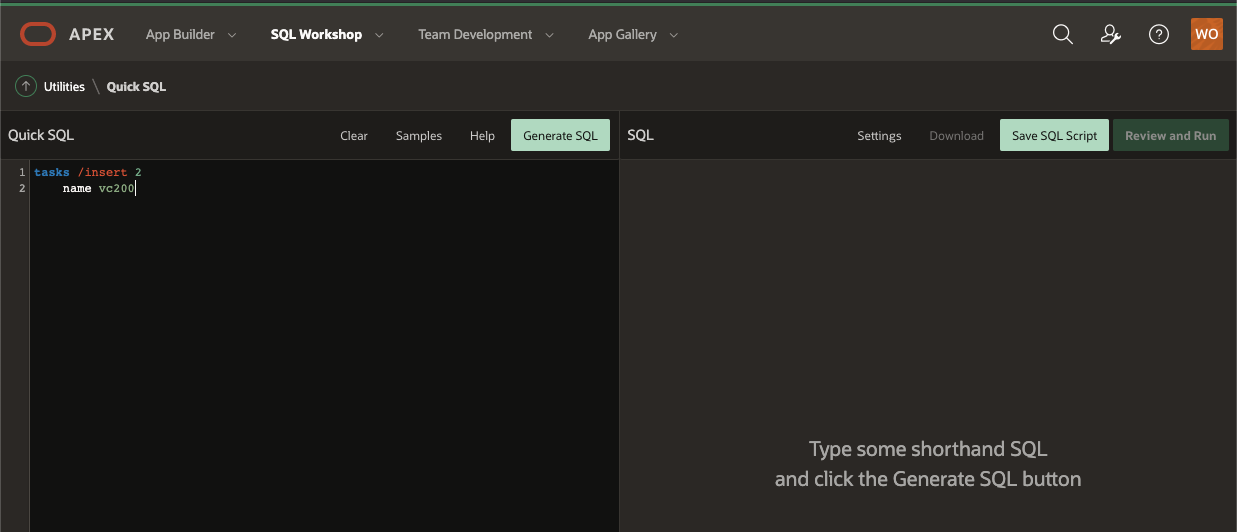 APEX App Builder SQL Workshop Team Development App Gallery WO
Utilities \ Quick SQL
Quick SQL Clear Samples Help Generate SQL SQL Settings Download Save SQL Script Review and Run
1 tasks /insert 2
2 name vc200
Type some shorthand SQL
and click the Generate SQL button